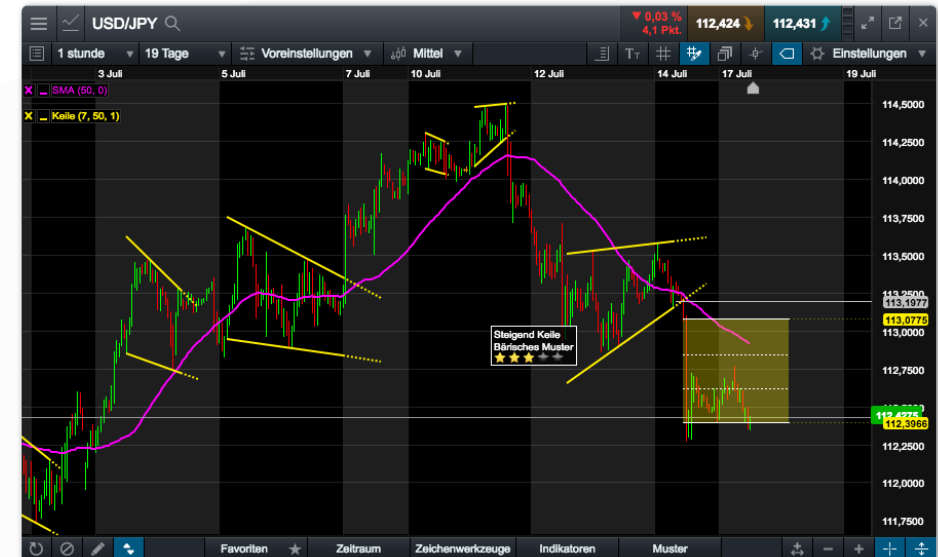 USD/JPY
▼ 0,03 %
4,1 Pkt.
112,424
112,431
1 stunde
19 Tage
Voreinstellungen
Mittel
Einstellungen
3 Juli
5 Juli
7 Juli
10 Juli
12 Juli
14 Juli
17 Juli
19 Juli
X SMA (50, 0)
X Keile (7, 50, 1)
114,5000
114,2500
114,0000
113,7500
113,5000
113,1977
113,0775
113,0000
Steigend Keile
Bärisches Muster
112,7500
112,4275
112,3966
112,2500
112,0000
111,7500
Favoriten
Zeitraum
Zeichenwerkzeuge
Indikatoren
Muster